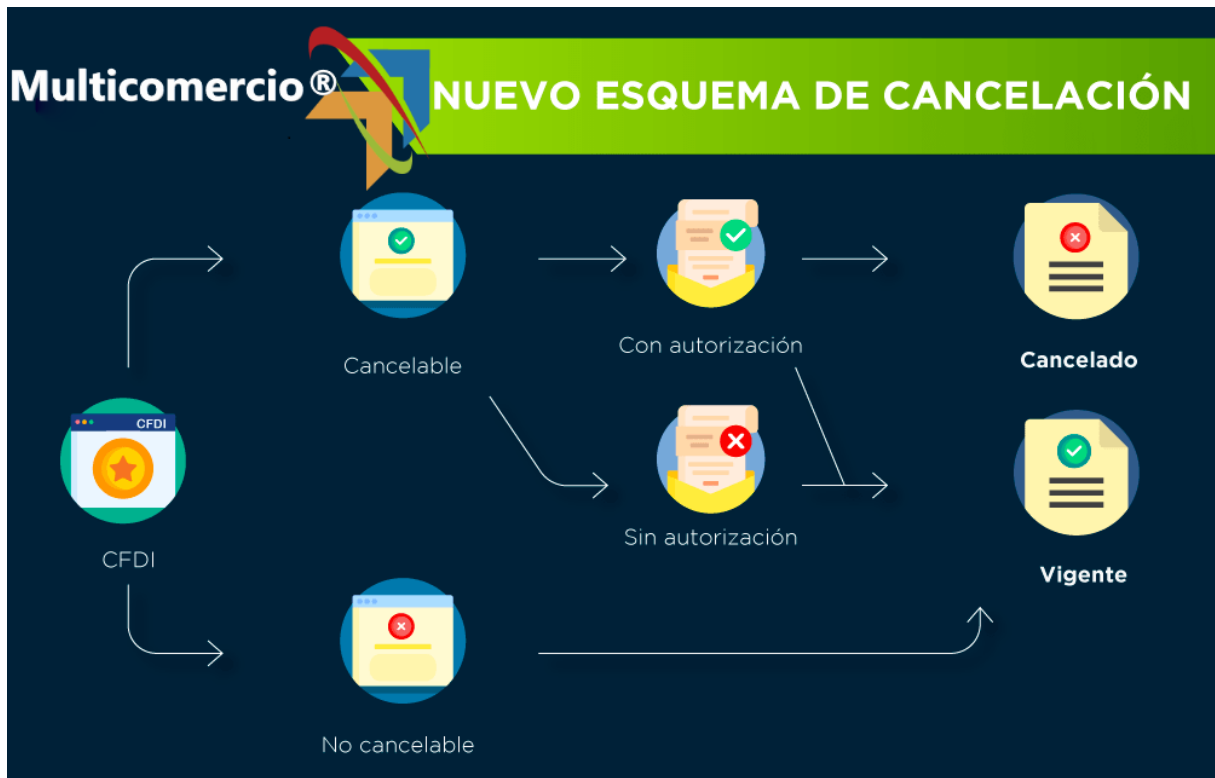 Multicomercio®
NUEVO ESQUEMA DE CANCELACIÓN
Cancelable
Con autorización
Cancelado
CFDI
CFDI
Sin autorización
Vigente
No cancelable